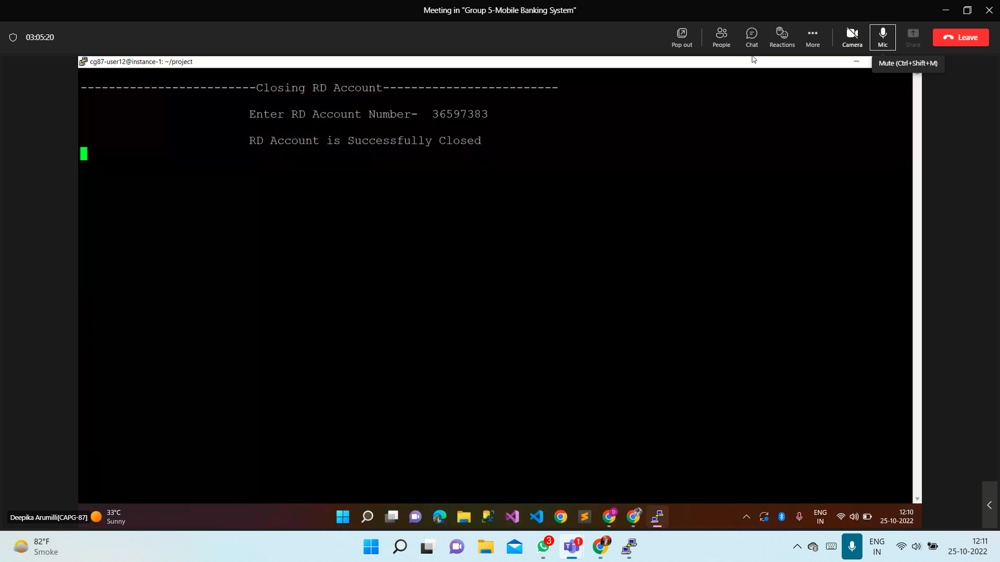 Meeting in "Group 5-Mobile Banking System"
03:05:20
Pop out
People
Chat
Reactions
More
Camera
Mic
Share
Leave
cg87-user12@instance-1: ~/project
Mute (Ctrl+Shift+M)
-------------------------Closing RD Account-------------------------
Enter RD Account Number- 36597383
RD Account is Successfully Closed
Deepika Arumilli[CAPG-87]
33°C
Sunny
D
ENG
IN
12:10
25-10-2022
82°F
Smoke
3
1
ENG
IN
12:11
25-10-2022